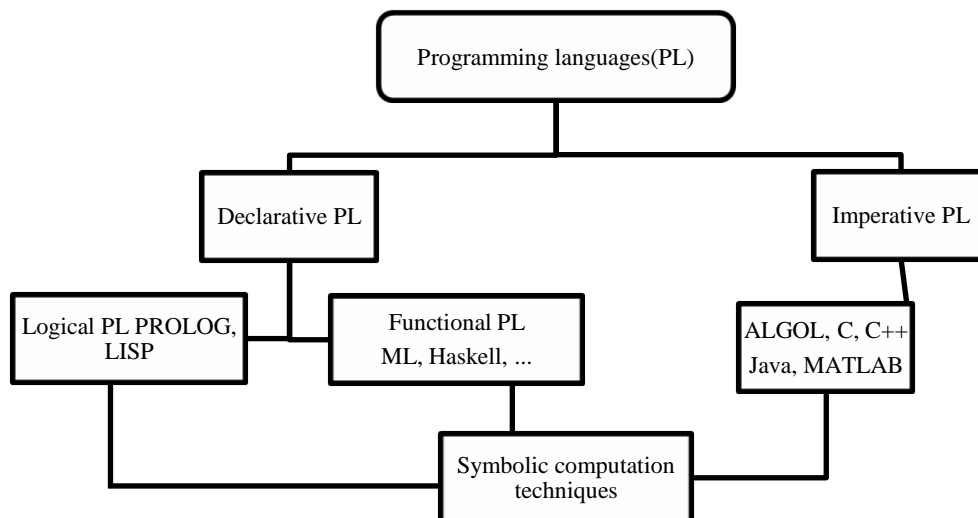 Programming languages(PL)
Declarative PL
Imperative PL
Logical PL PROLOG,
LISP
Functional PL
ML, Haskell, ...
ALGOL, C, C++
Java, MATLAB
Symbolic computation
techniques